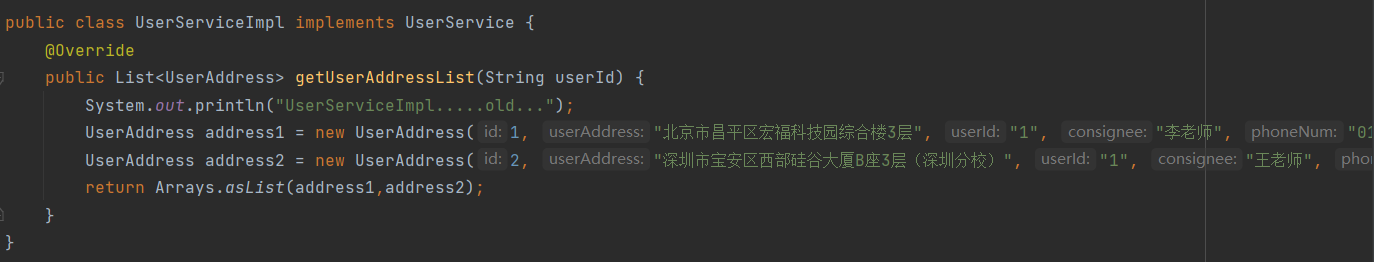 public class UserServiceImpl implements UserService {
@Override
public List<UserAddress> getUserAddressList(String userId) {
System.out.println("UserServiceImpl.....old...");
UserAddress address1 = new UserAddress( id: 1, userAddress: "北京市昌平区宏福科技园综合楼3层", userId: "1", consignee: "李老师", phoneNum: "01
UserAddress address2 = new UserAddress( id: 2, userAddress: "深圳市宝安区西部硅谷大厦B座3层（深圳分校）", userId: "1", consignee: "王老师", phon
return Arrays.asList(address1,address2);
}
}